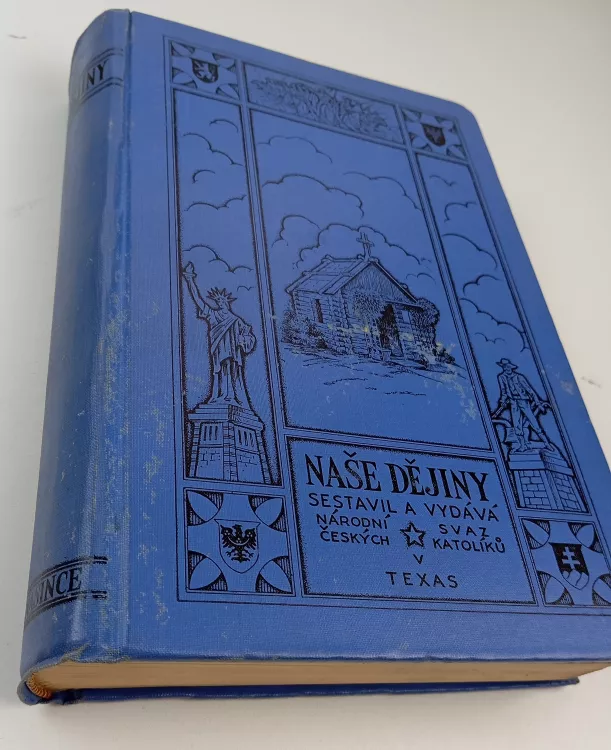 NAŠE DĚJINY
SESTAVIL A VYDÁVÁ
NÁRODNÍ SVAZ
ČESKÝCH KATOLÍKŮ
V
TEXAS